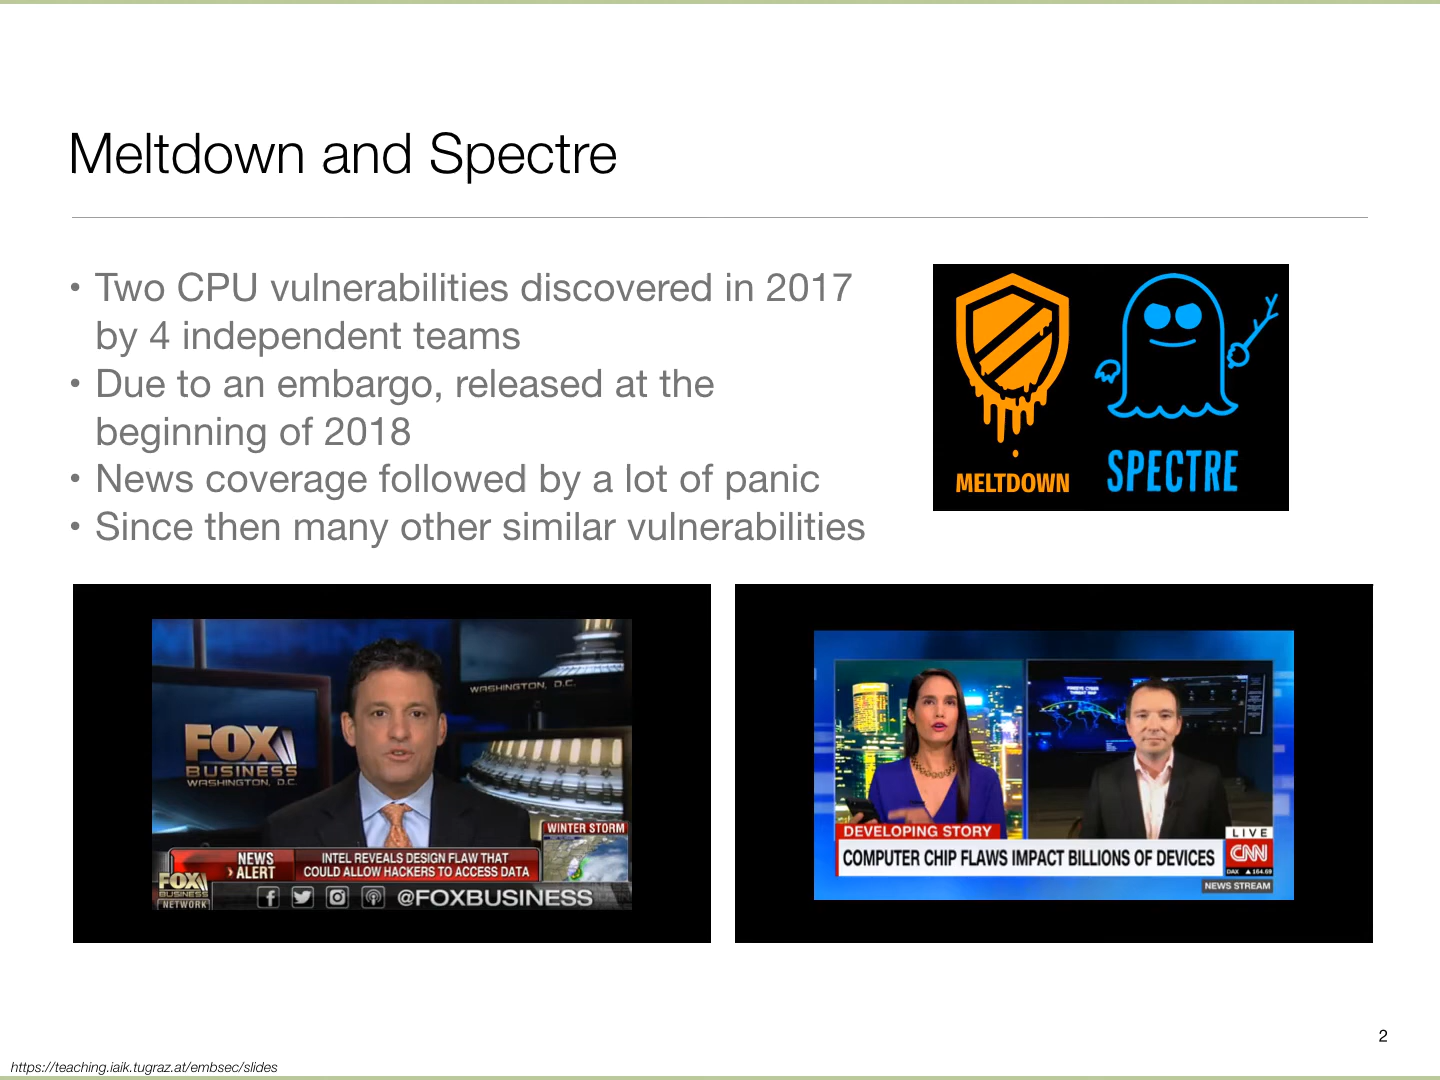 Meltdown and Spectre
• Two CPU vulnerabilities discovered in 2017
by 4 independent teams
• Due to an embargo, released at the
beginning of 2018
• News coverage followed by a lot of panic
• Since then many other similar vulnerabilities
MELTDOWN
SPECTRE
WASHINGTON, D.C.
FOX
BUSINESS
WASHINGTON, D.C.
WINTER STORM
NEWS
ALERT
INTEL REVEALS DESIGN FLAW THAT
COULD ALLOW HACKERS TO ACCESS DATA
FOX
BUSINESS
NETWORK
@FOXBUSINESS
DEVELOPING STORY
COMPUTER CHIP FLAWS IMPACT BILLIONS OF DEVICES
LIVE
CNN
DAX ▲164.69
NEWS STREAM
2
https://teaching.iaik.tugraz.at/embsec/slides